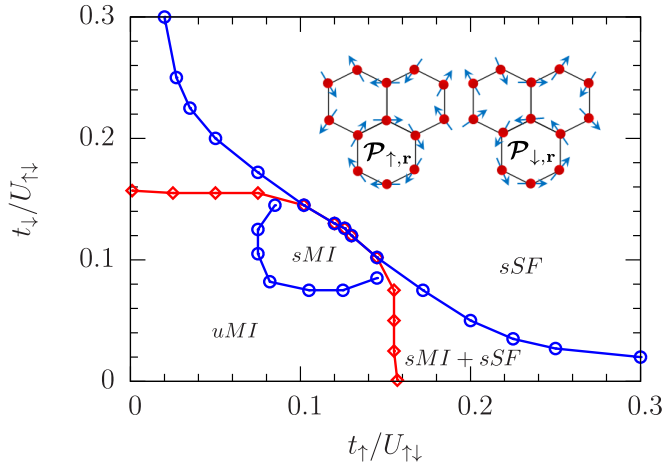 0.3
0.2
0.1
0
t↓/U↑↓
𝓟↑,r
𝓟↓,r
sMI
sSF
uMI
sMI + sSF
0
0.1
0.2
0.3
t↑/U↑↓